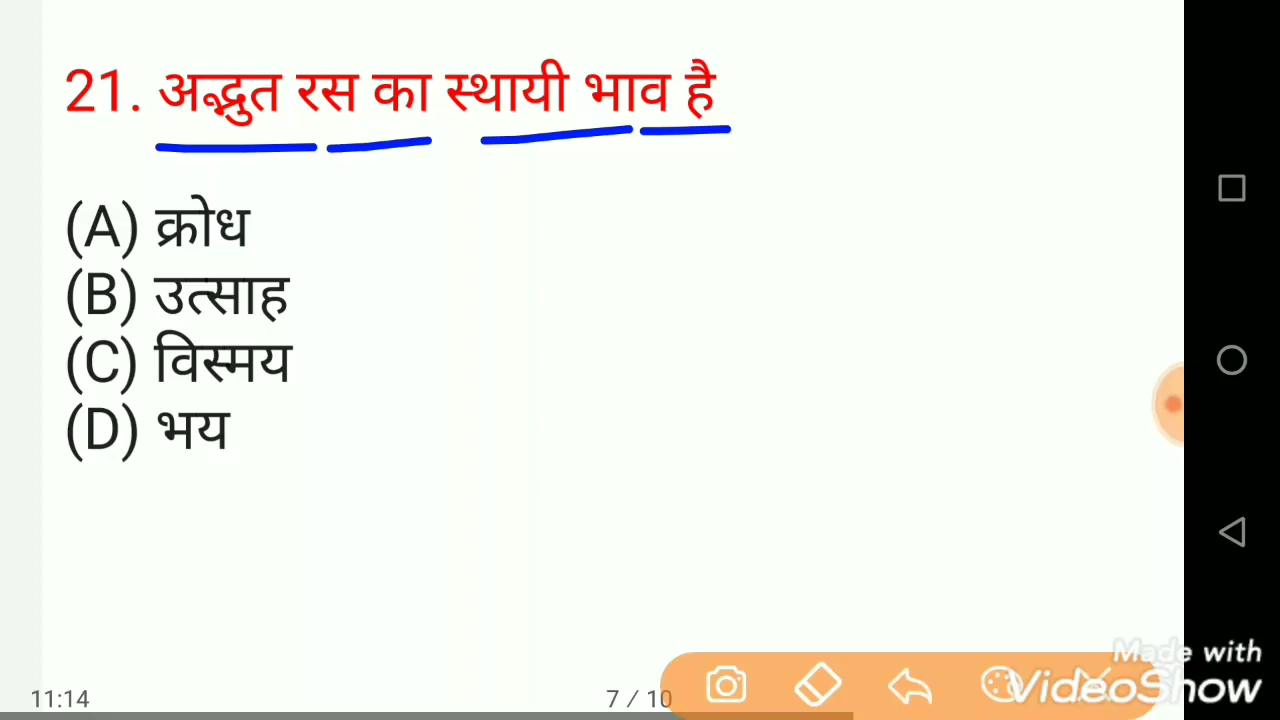 21. अद्भुत रस का स्थायी भाव है
(A) क्रोध
(B) उत्साह
(C) विस्मय
(D) भय
11:14
7 / 10
Made with
VideoShow